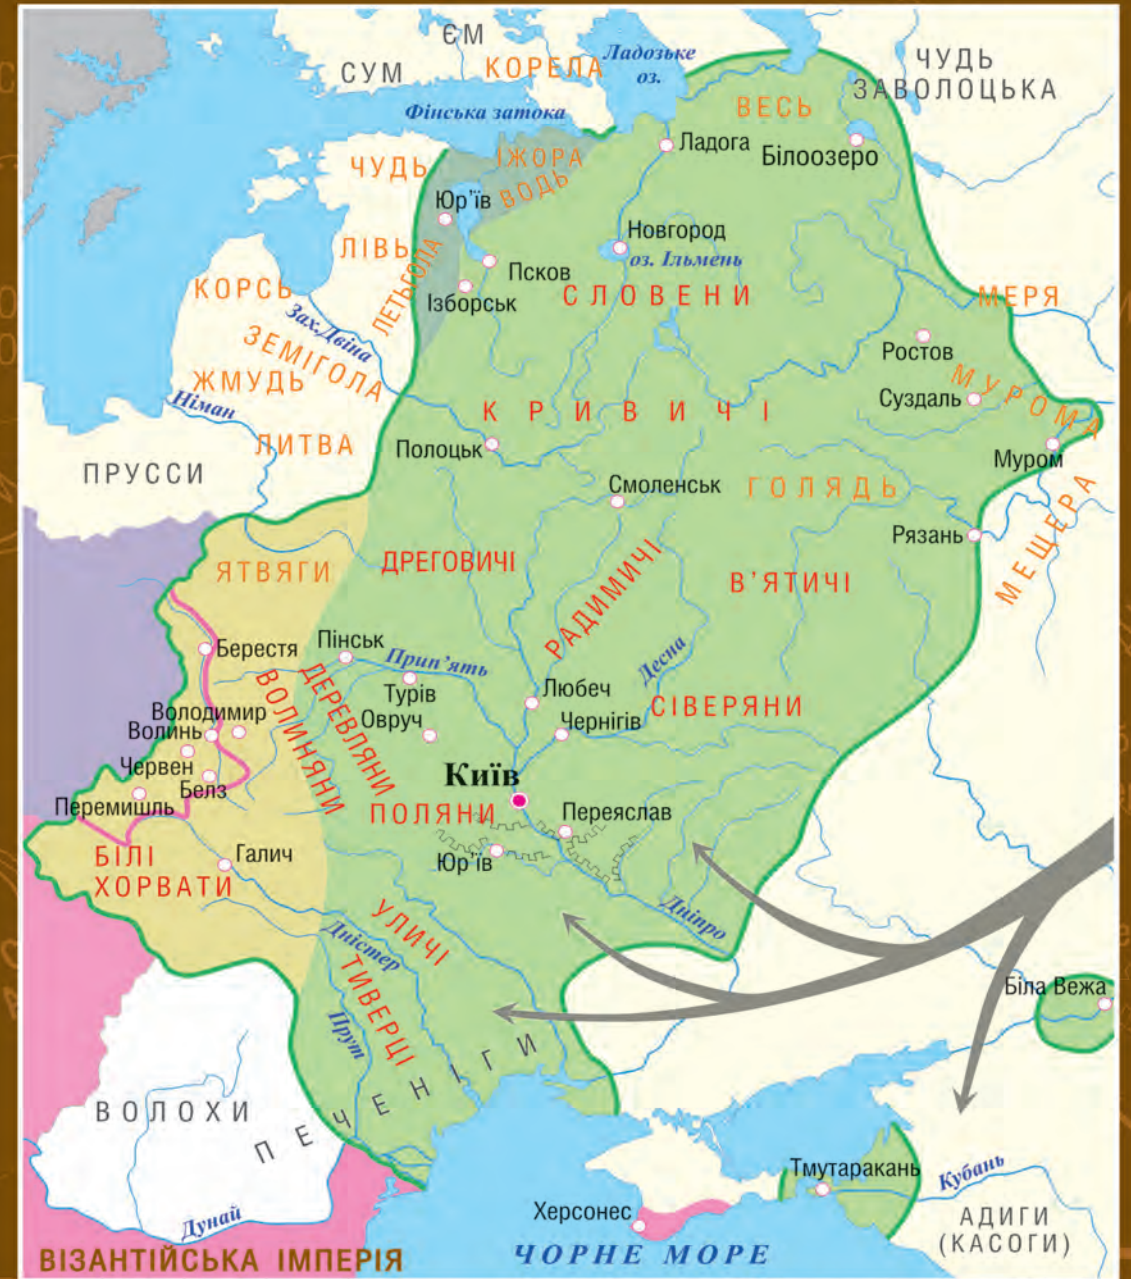 ЄМ
Ладозьке
оз.
СУМ
КОРЕЛА
ЧУДЬ
ЗАВОЛОЦЬКА
Фінська затока
ВЕСЬ
Ладога
Білоозеро
ІЖОРА
ВОДЬ
ЧУДЬ
Юр'їв
Новгород
оз. Ільмень
ЛІВЬ
ЛЕТЬГОЛА
Псков
Ізборськ
СЛОВЕНИ
КОРСЬ
Зах.Двіна
МЕРЯ
ЗЕМІГОЛА
Ростов
ЖМУДЬ
МУРОМА
Німан
Суздаль
КРИВИЧІ
ЛИТВА
Полоцьк
Муром
ПРУССИ
Смоленськ
ГОЛЯДЬ
МЕЩЕРА
Рязань
ЯТВЯГИ
ДРЕГОВИЧІ
РАДИМИЧІ
В'ЯТИЧІ
Берестя
Пінськ
Прип'ять
Десна
ВОЛИНЯНИ
ДЕРЕВЛЯНИ
Турів
Любеч
СІВЕРЯНИ
Володимир
Овруч
Чернігів
Волинь
Червен
Белз
Київ
Перемишль
ПОЛЯНИ
Переяслав
БІЛІ
ХОРВАТИ
Галич
Юр'їв
УЛИЧІ
Дніпро
Дністер
ТИВЕРЦІ
Біла Вежа
Прут
ПЕЧЕНІГИ
ВОЛОХИ
Тмутаракань
Кубань
Дунай
Херсонес
АДИГИ
(КАСОГИ)
ВІЗАНТІЙСЬКА ІМПЕРІЯ
ЧОРНЕ МОРЕ